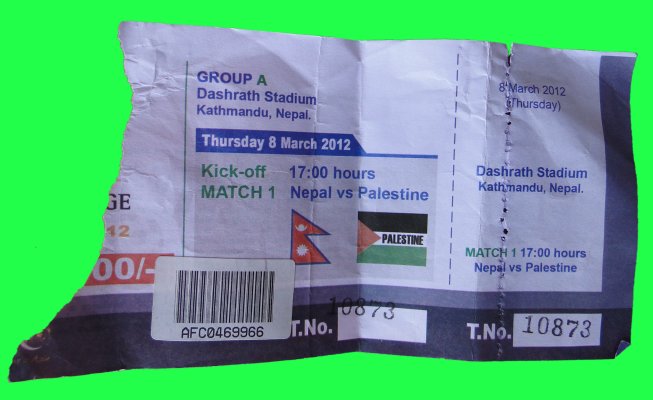 GROUP A
Dashrath Stadium
Kathmandu, Nepal.
Thursday 8 March 2012
Kick-off 17:00 hours
MATCH 1 Nepal vs Palestine
PALESTINE
GE
12
00/-
AFC0469966
T.No. 10873
8 March 2012
(Thursday)
Dashrath Stadium
Kathmandu, Nepal.
MATCH 1 17:00 hours
Nepal vs Palestine
T.No. 10873